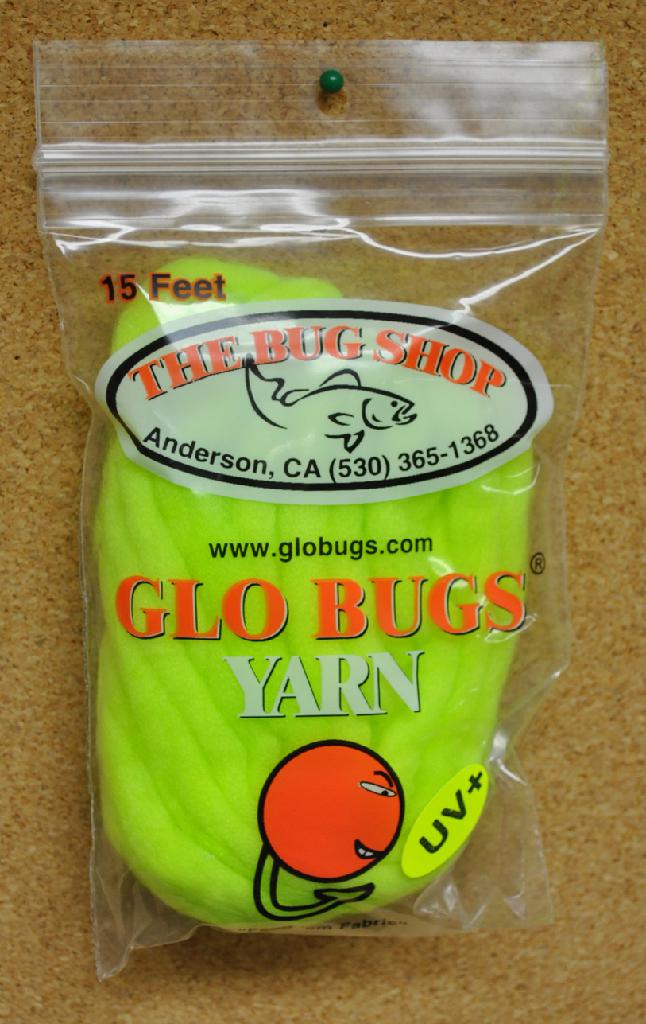 15 Feet
THE BUG SHOP
Anderson, CA (530) 365-1368
www.globugs.com
GLO BUGS®
YARN
UV+